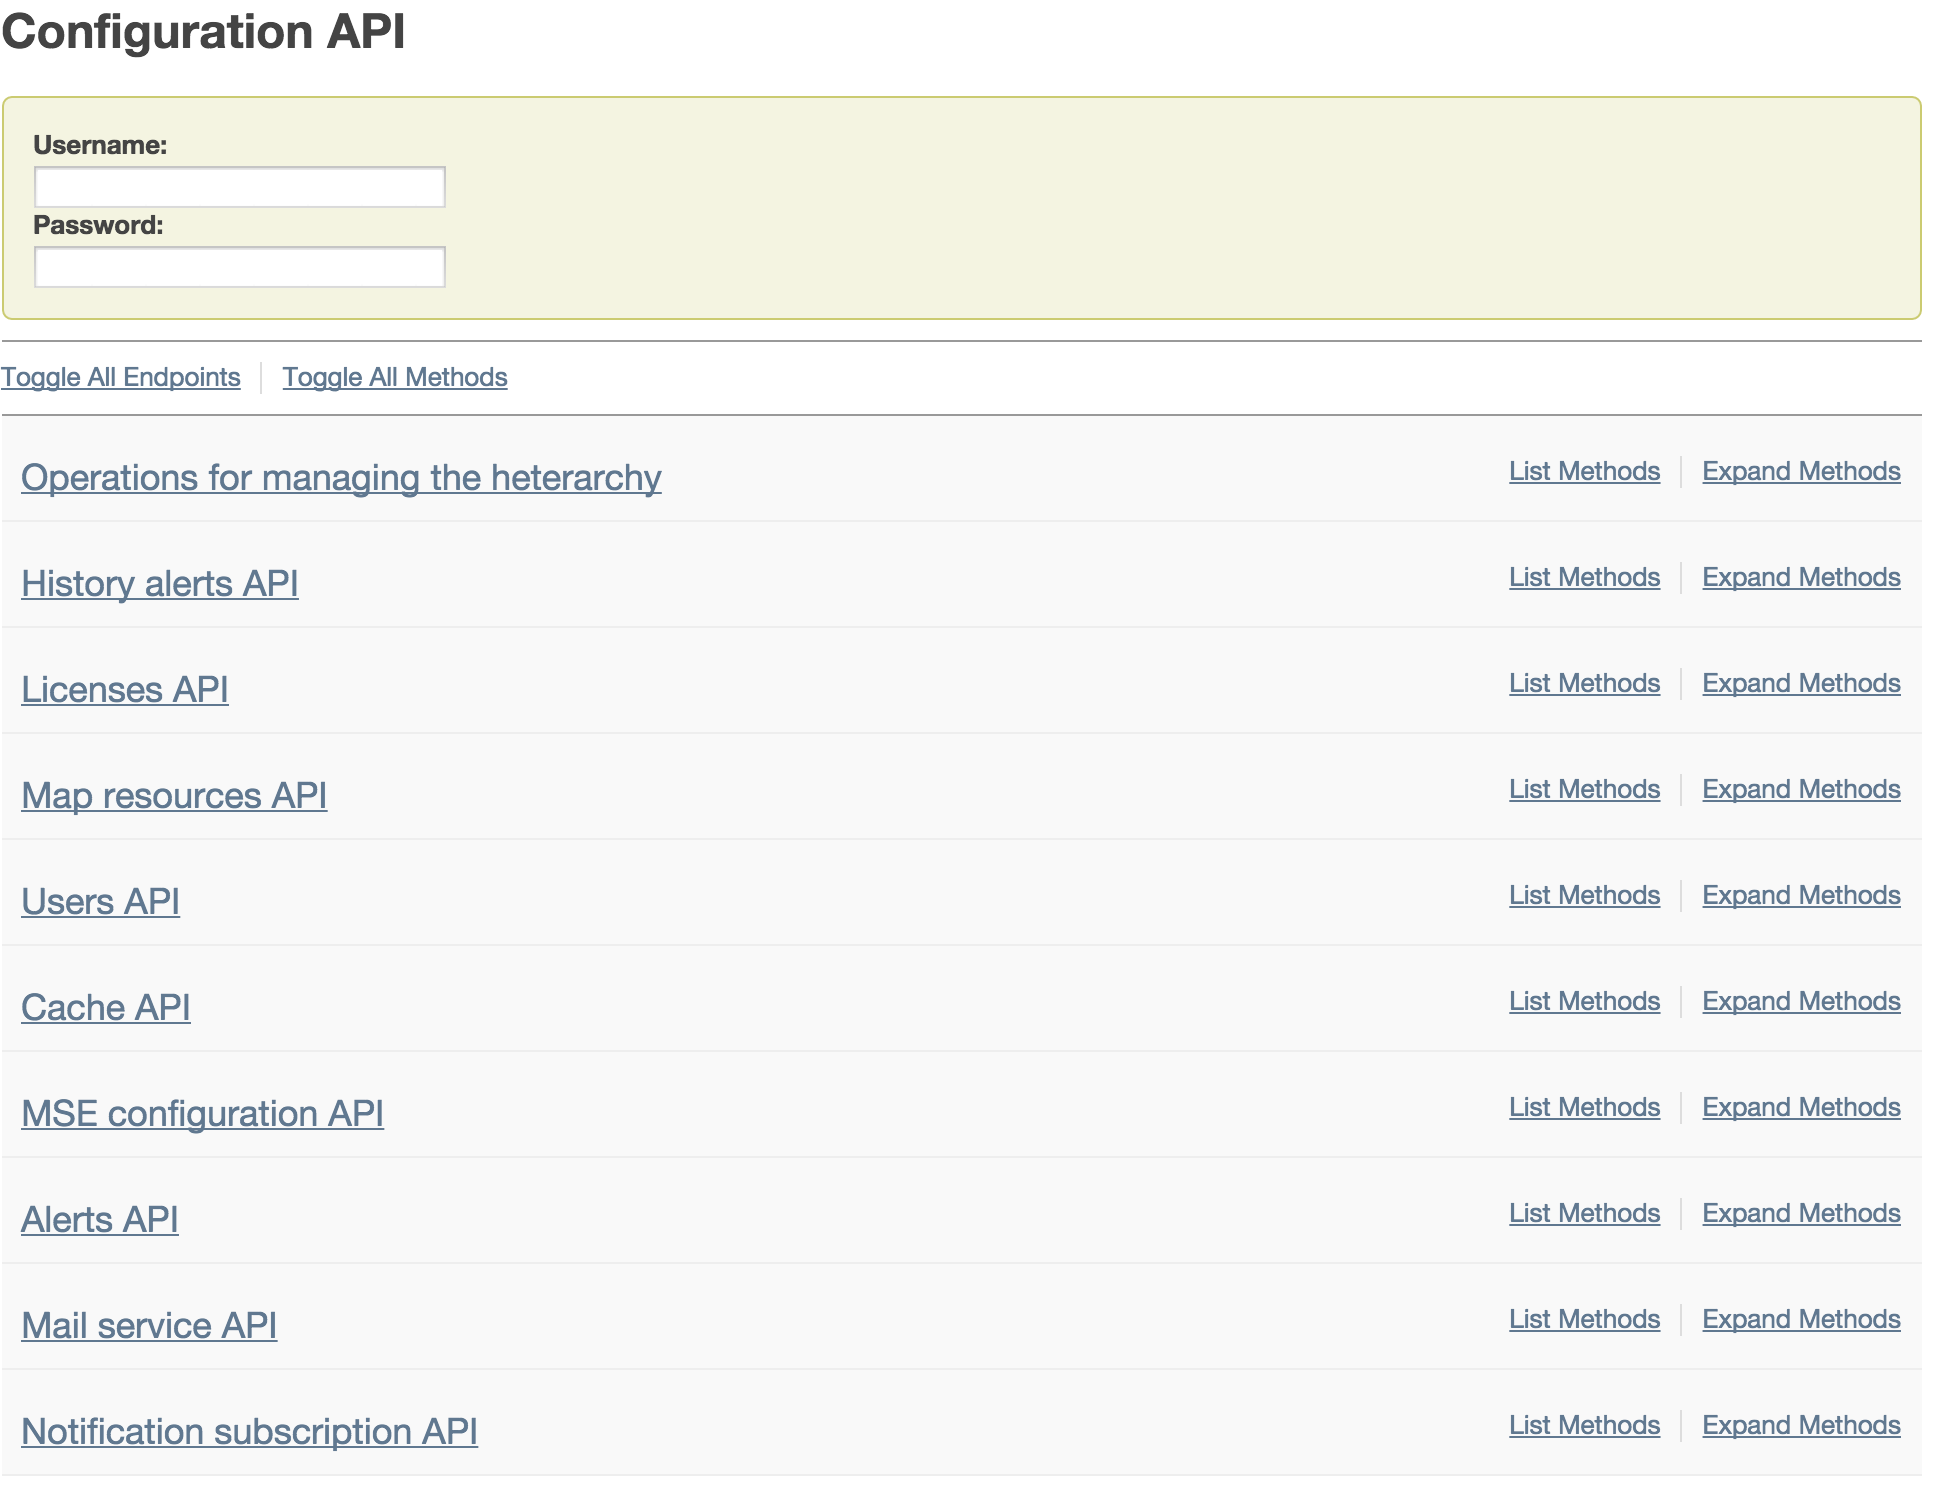 Configuration API
Username:
Password:
Toggle All Endpoints Toggle All Methods
Operations for managing the heterarchy List Methods Expand Methods
History alerts API List Methods Expand Methods
Licenses API List Methods Expand Methods
Map resources API List Methods Expand Methods
Users API List Methods Expand Methods
Cache API List Methods Expand Methods
MSE configuration API List Methods Expand Methods
Alerts API List Methods Expand Methods
Mail service API List Methods Expand Methods
Notification subscription API List Methods Expand Methods